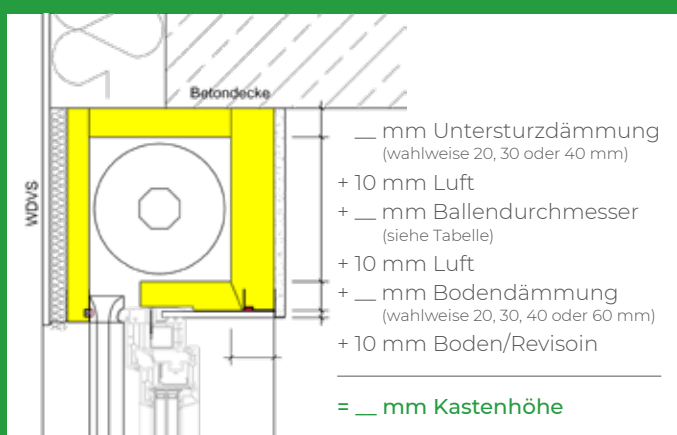 Betondecke
WDVS
__ mm Untersturzdämmung
(wahlweise 20, 30 oder 40 mm)
+ 10 mm Luft
+ __ mm Ballendurchmesser
(siehe Tabelle)
+ 10 mm Luft
+ __ mm Bodendämmung
(wahlweise 20, 30, 40 oder 60 mm)
+ 10 mm Boden/Revisoin
= __ mm Kastenhöhe